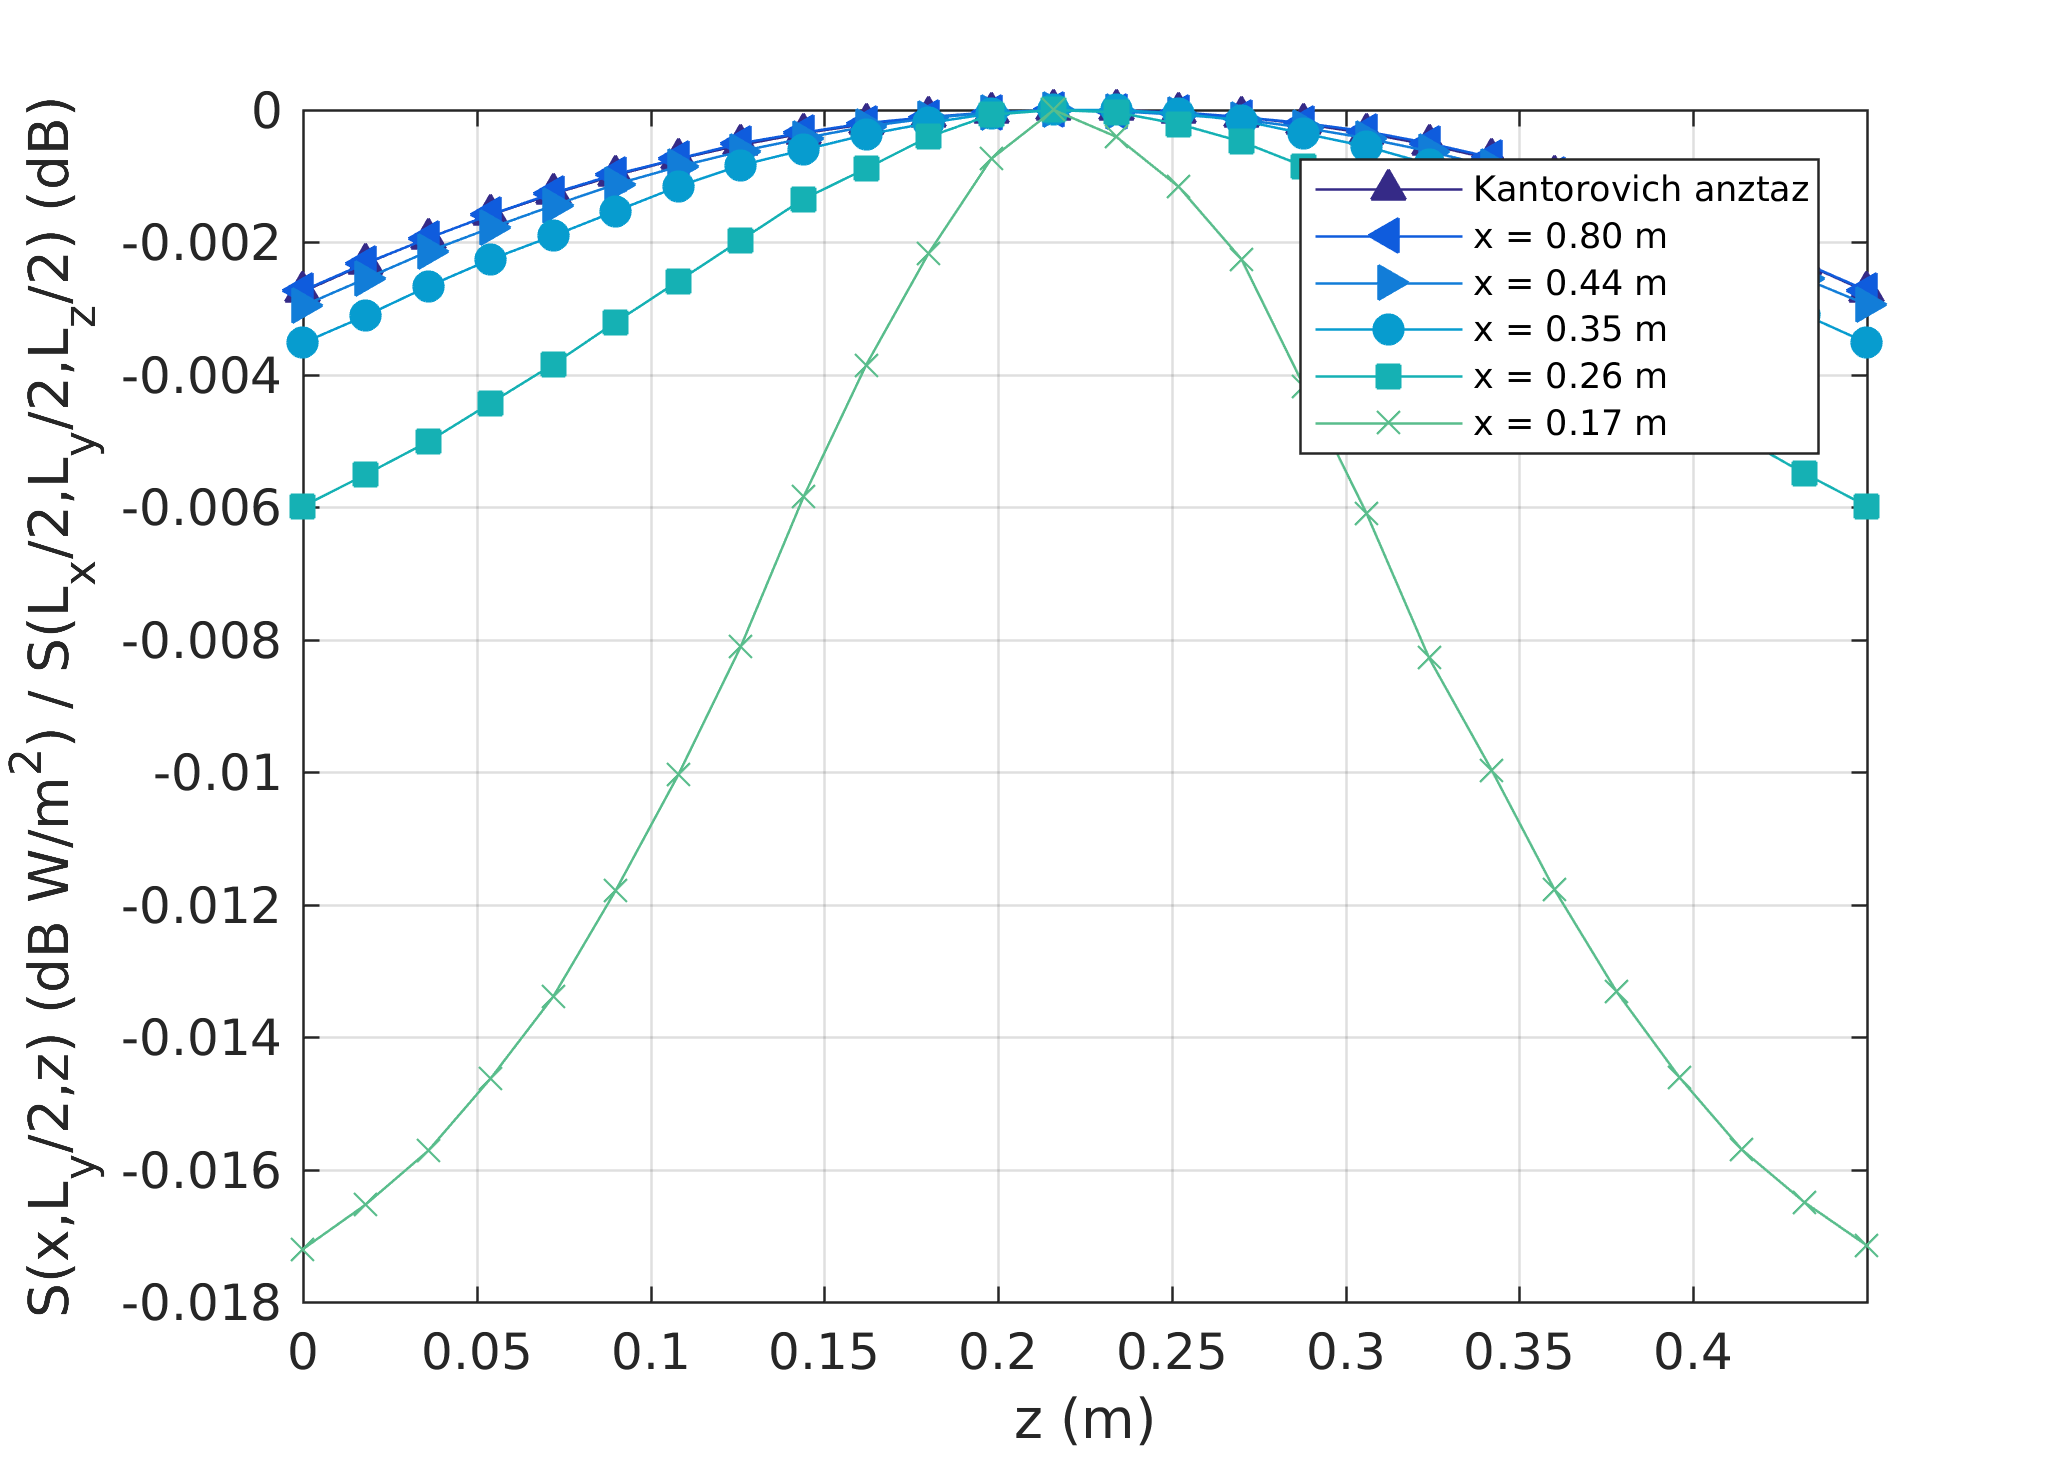 S(x,Ly/2,z) (dB W/m2) / S(Lx/2,Ly/2,Lz/2) (dB)
0
-0.002
-0.004
-0.006
-0.008
-0.01
-0.012
-0.014
-0.016
-0.018
Kantorovich anztaz
x = 0.80 m
x = 0.44 m
x = 0.35 m
x = 0.26 m
x = 0.17 m
0 0.05 0.1 0.15 0.2 0.25 0.3 0.35 0.4
z (m)